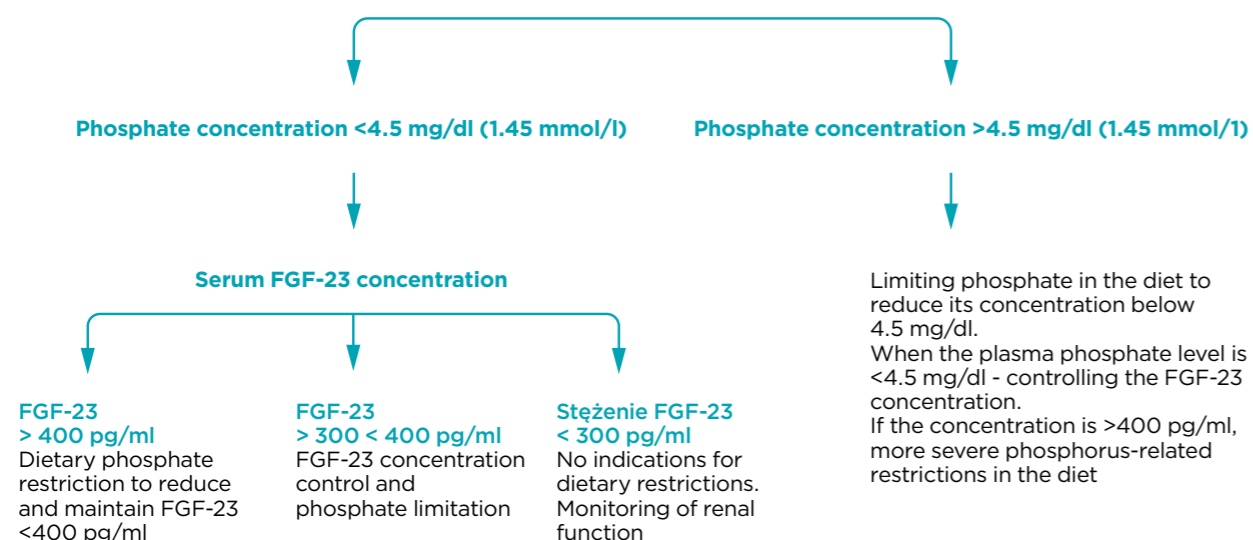 Phosphate concentration <4.5 mg/dl (1.45 mmol/l)
Phosphate concentration >4.5 mg/dl (1.45 mmol/1)
Serum FGF-23 concentration
FGF-23
> 400 pg/ml
Dietary phosphate
restriction to reduce
and maintain FGF-23
<400 pg/ml
FGF-23
> 300 < 400 pg/ml
FGF-23 concentration
control and
phosphate limitation
Stężenie FGF-23
< 300 pg/ml
No indications for
dietary restrictions.
Monitoring of renal
function
Limiting phosphate in the diet to
reduce its concentration below
4.5 mg/dl.
When the plasma phosphate level is
<4.5 mg/dl - controlling the FGF-23
concentration.
If the concentration is >400 pg/ml,
more severe phosphorus-related
restrictions in the diet